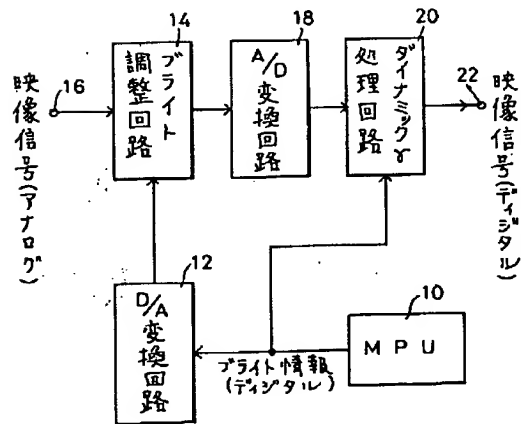 14
ブライト
調整回路
18
A/D
変換回路
20
ダイナミックγ
処理回路
16
映像信号(アナログ)
22
映像信号(ディジタル)
12
D/A
変換回路
ブライト情報
(ディジタル)
10
MPU